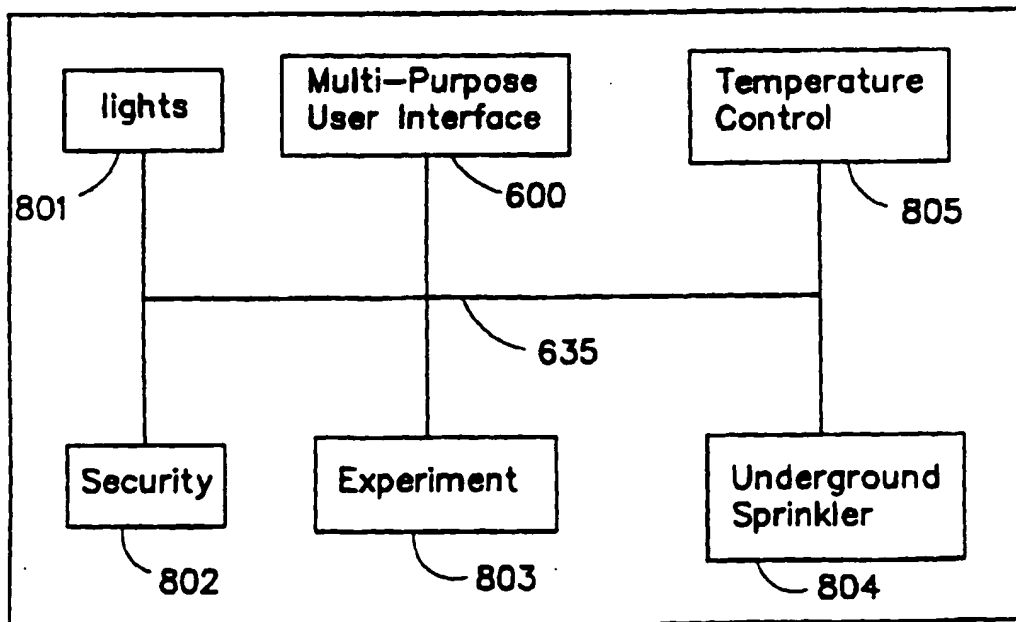 lights
801
Multi-Purpose
User Interface
600
Temperature
Control
805
635
Security
802
Experiment
803
Underground
Sprinkler
804